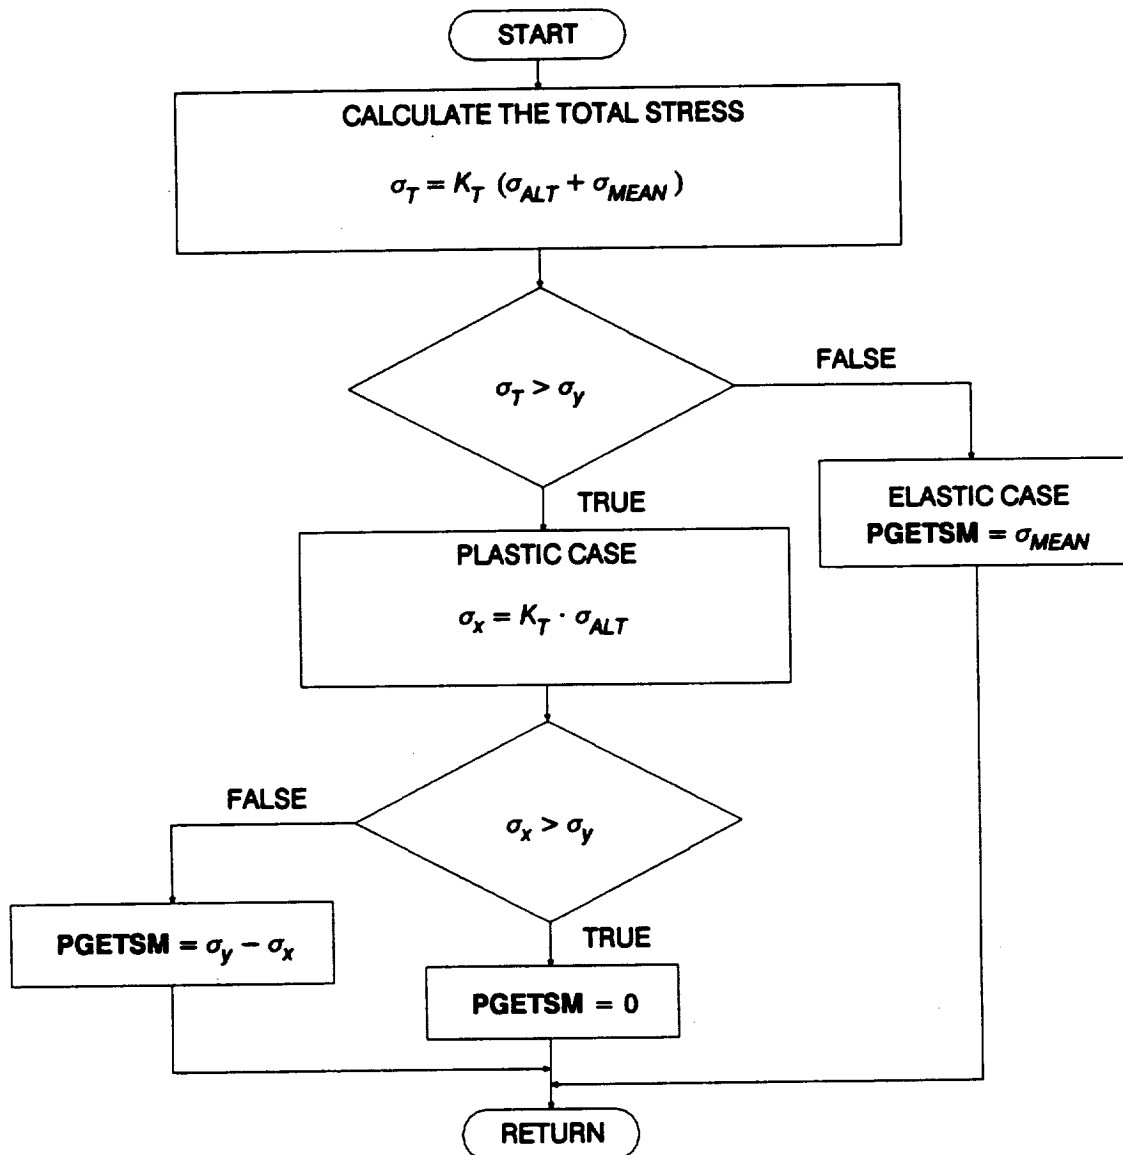 START
CALCULATE THE TOTAL STRESS
σ_T = K_T (σ_ALT + σ_MEAN)
σ_T > σ_y
FALSE
TRUE
ELASTIC CASE
PGETSM = σ_MEAN
PLASTIC CASE
σ_x = K_T · σ_ALT
FALSE
σ_x > σ_y
TRUE
PGETSM = σ_y − σ_x
PGETSM = 0
RETURN